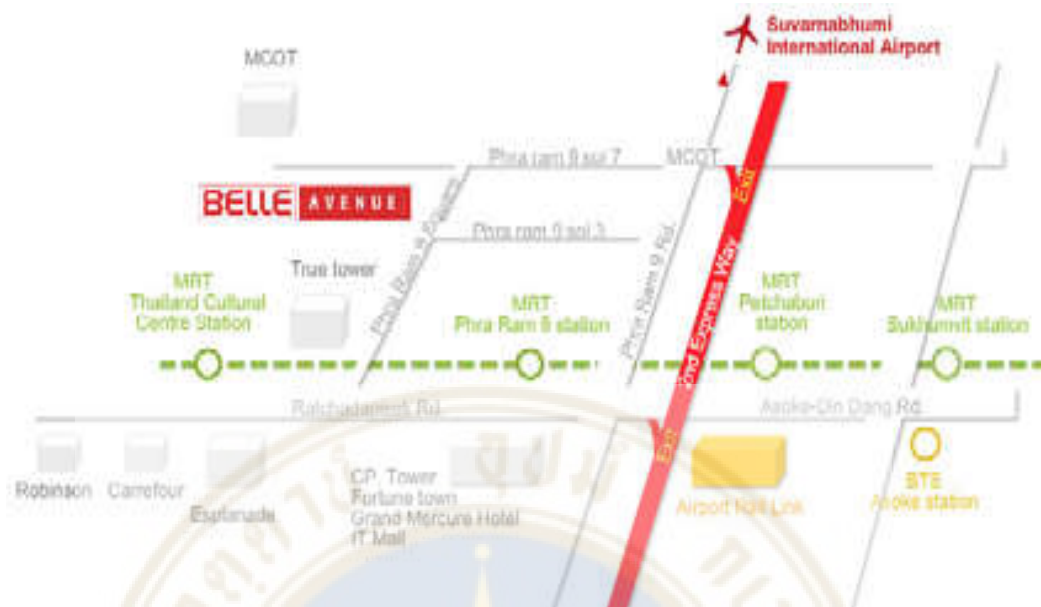 Suvarnabhumi
International Airport
MCOT
Phra ram 9 soi 7
MCOT
Exit
BELLE AVENUE
Phra ram 9 soi 3
Phra Ram 9 Rd.
True tower
MRT
Thailand Cultural
Centre Station
MRT
Phra Ram 9 station
2nd Express Way
MRT
Petchaburi
station
MRT
Sukhumvit station
Ratchadapisek Rd.
Asoke-Din Dang Rd.
Exit
Robinson
Carrefour
Esplanade
CP. Tower
Fortune town
Grand Mercure Hotel
IT Mall
Airport Rail Link
BTE
Asoke station